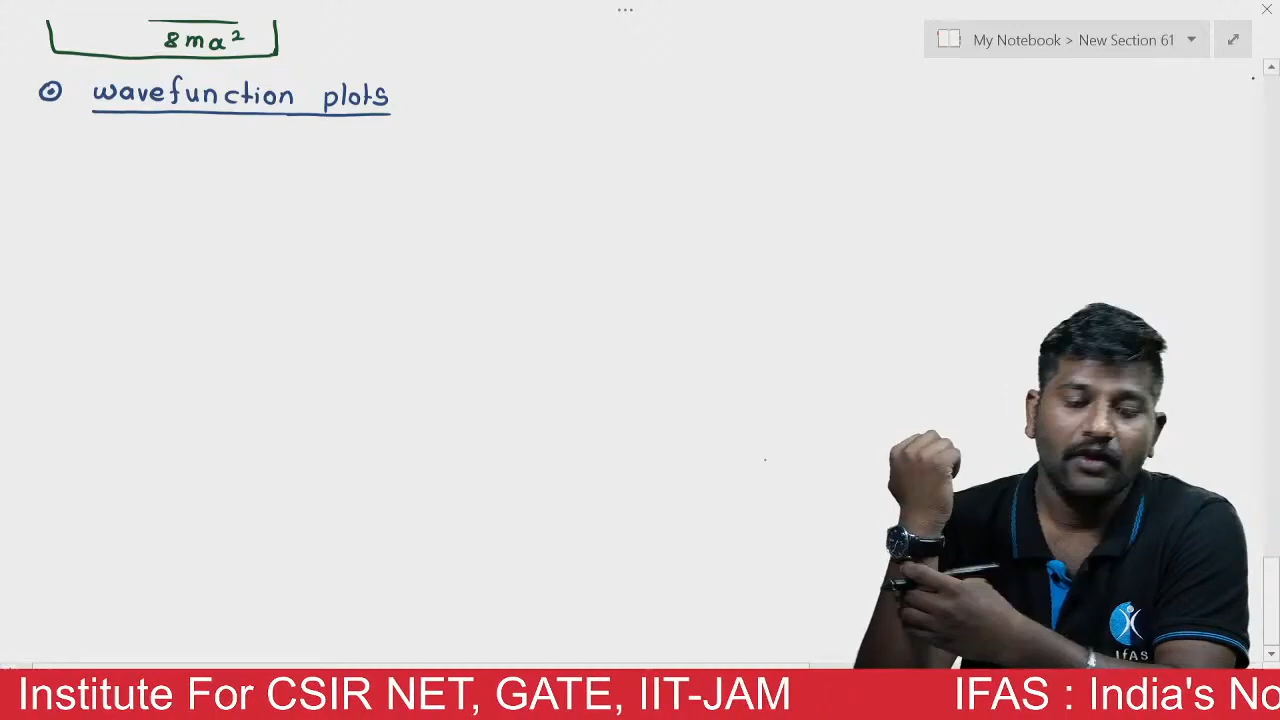 8ma²
My Notebook > New Section 61
⊙ wavefunction plots
IFAS
Institute For CSIR NET, GATE, IIT-JAM IFAS : India's No